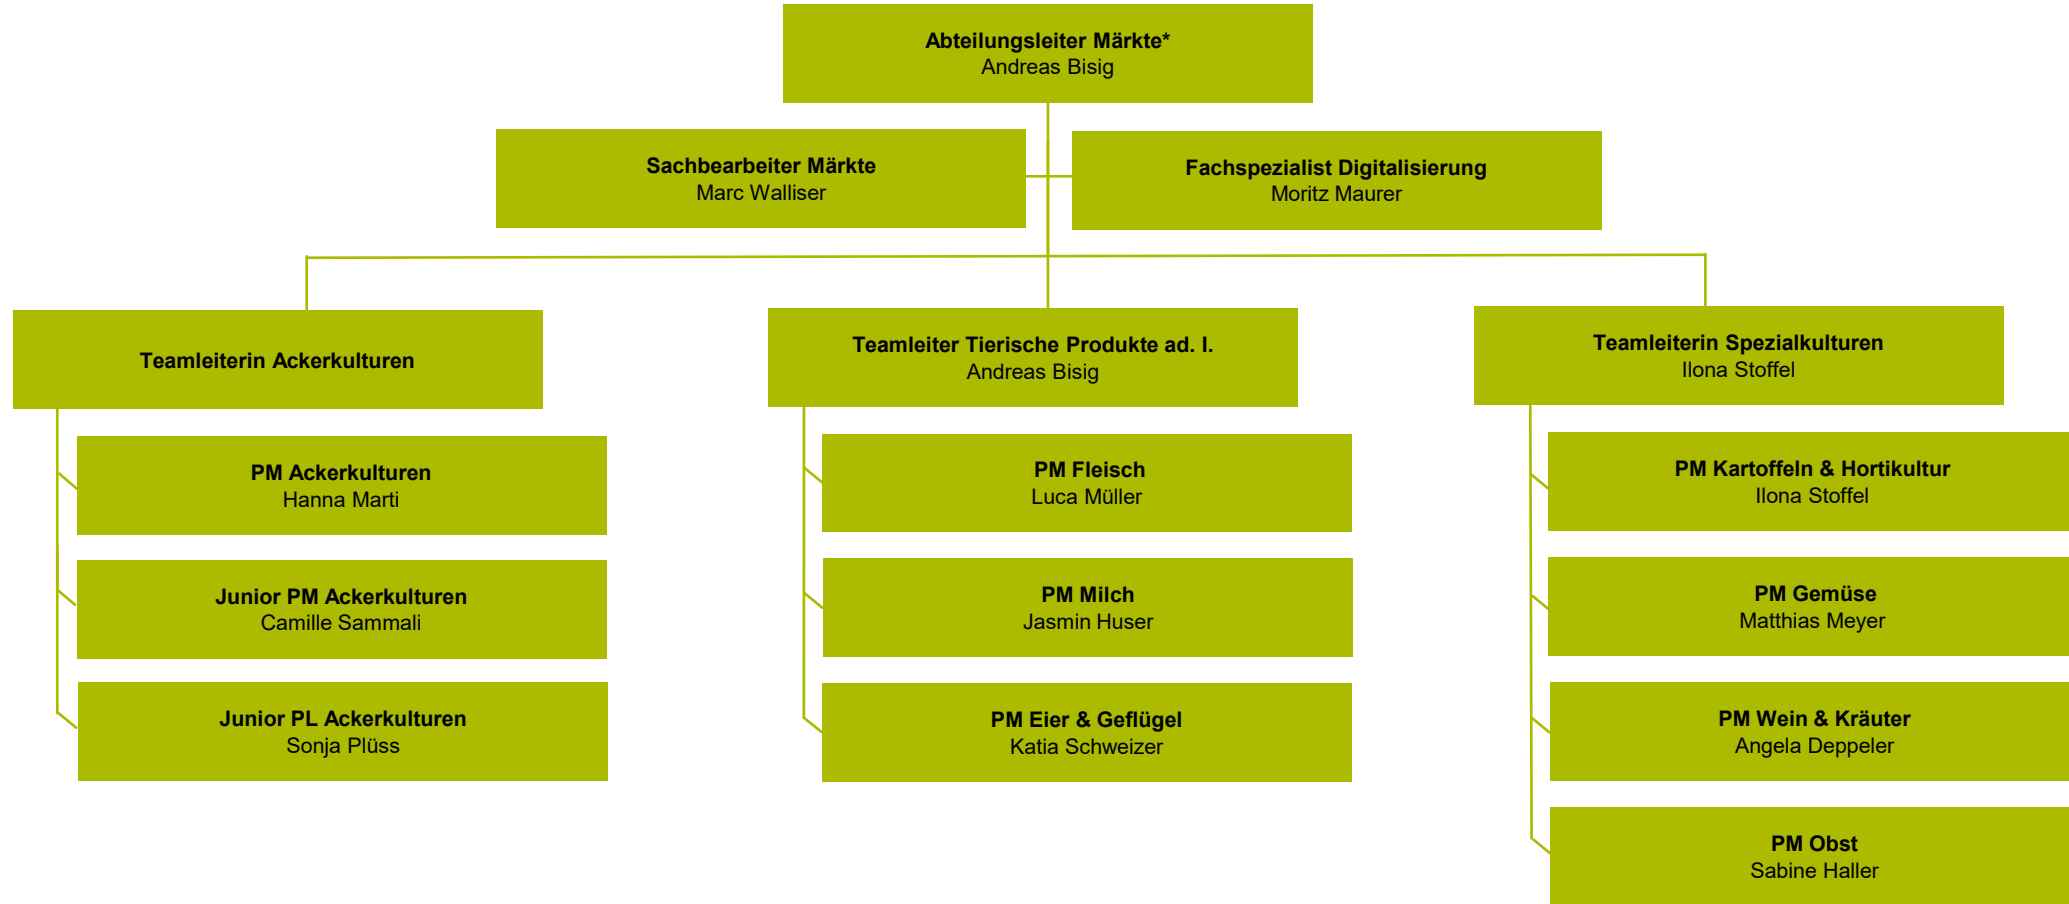 Abteilungsleiter Märkte*
Andreas Bisig
Sachbearbeiter Märkte
Marc Walliser
Fachspezialist Digitalisierung
Moritz Maurer
Teamleiterin Ackerkulturen
PM Ackerkulturen
Hanna Marti
Junior PM Ackerkulturen
Camille Sammali
Junior PL Ackerkulturen
Sonja Plüss
Teamleiter Tierische Produkte ad. I.
Andreas Bisig
PM Fleisch
Luca Müller
PM Milch
Jasmin Huser
PM Eier & Geflügel
Katia Schweizer
Teamleiterin Spezialkulturen
Ilona Stoffel
PM Kartoffeln & Hortikultur
Ilona Stoffel
PM Gemüse
Matthias Meyer
PM Wein & Kräuter
Angela Deppeler
PM Obst
Sabine Haller